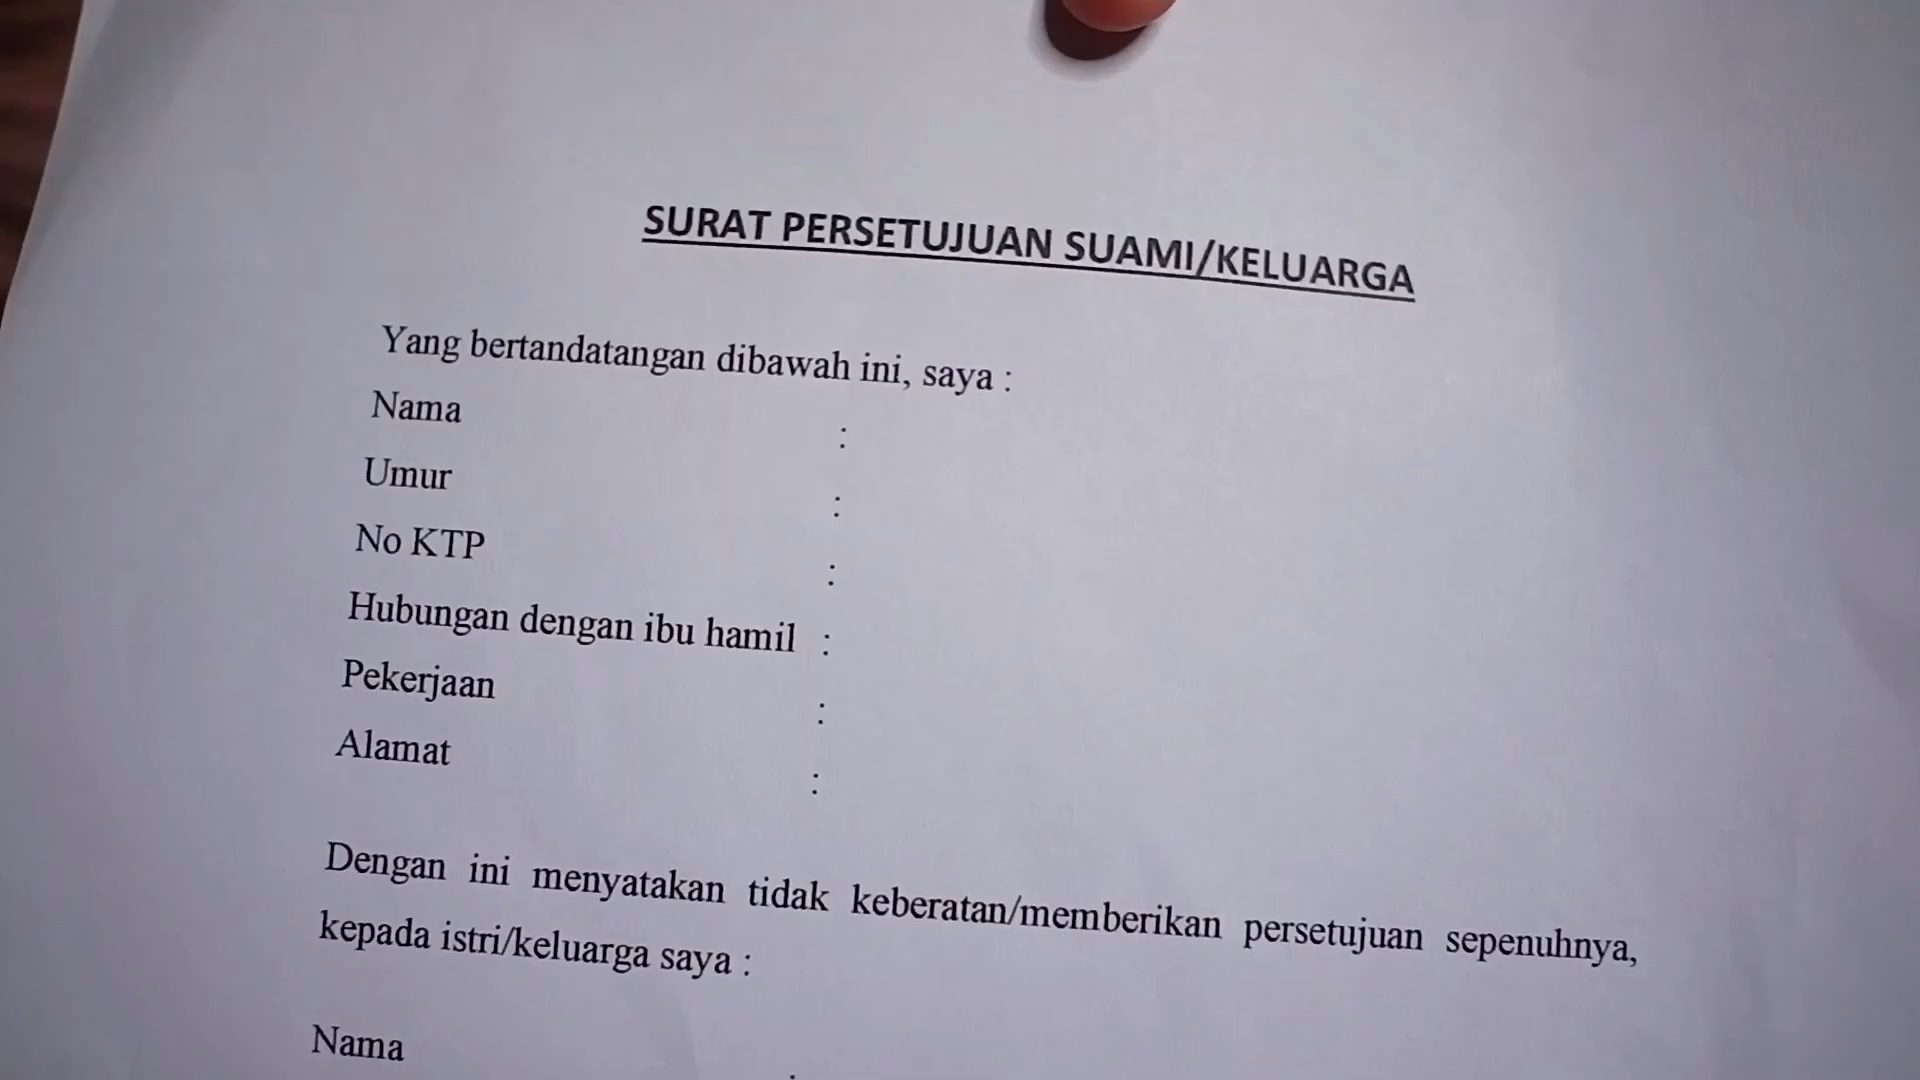 SURAT PERSETUJUAN SUAMI/KELUARGA
Yang bertandatangan dibawah ini, saya :
Nama :
Umur :
No KTP :
Hubungan dengan ibu hamil :
Pekerjaan :
Alamat :
Dengan ini menyatakan tidak keberatan/memberikan persetujuan sepenuhnya,
kepada istri/keluarga saya :
Nama :